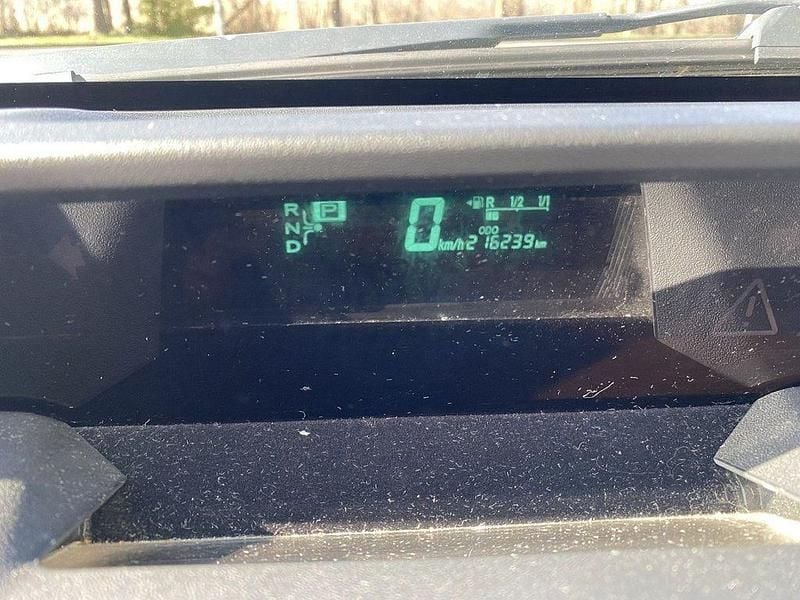 R P
N
D
0 km/h
R 1/2 1/1
ODO
216239 km